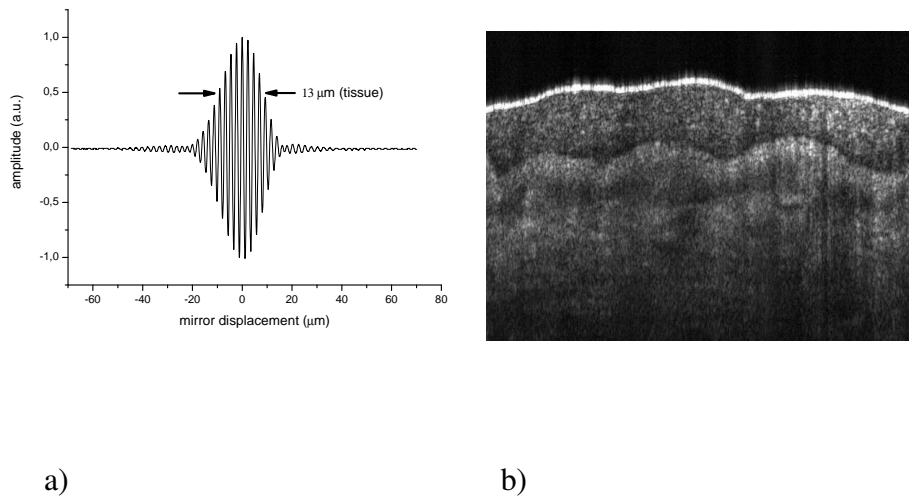 1,0
0,5
13 μm (tissue)
0,0
-0,5
-1,0
amplitude (a.u.)
-60 -40 -20 0 20 40 60 80
mirror displacement (μm)
a) b)